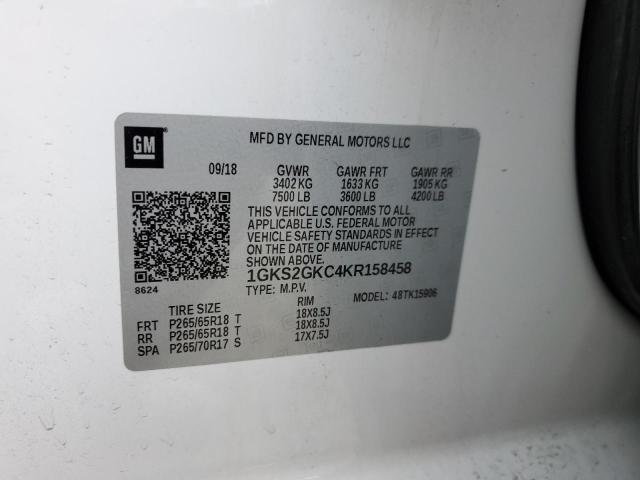 GM
MFD BY GENERAL MOTORS LLC
09/18 GVWR GAWR FRT GAWR RR
3402 KG 1633 KG 1905 KG
7500 LB 3600 LB 4200 LB
THIS VEHICLE CONFORMS TO ALL
APPLICABLE U.S. FEDERAL MOTOR
VEHICLE SAFETY STANDARDS IN EFFECT
ON THE DATE OF MANUFACTURE
SHOWN ABOVE.
1GKS2GKC4KR158458
8624
TYPE: M.P.V. MODEL: 48TK15906
TIRE SIZE RIM
FRT P265/65R18 T 18X8.5J
RR P265/65R18 T 18X8.5J
SPA P265/70R17 S 17X7.5J